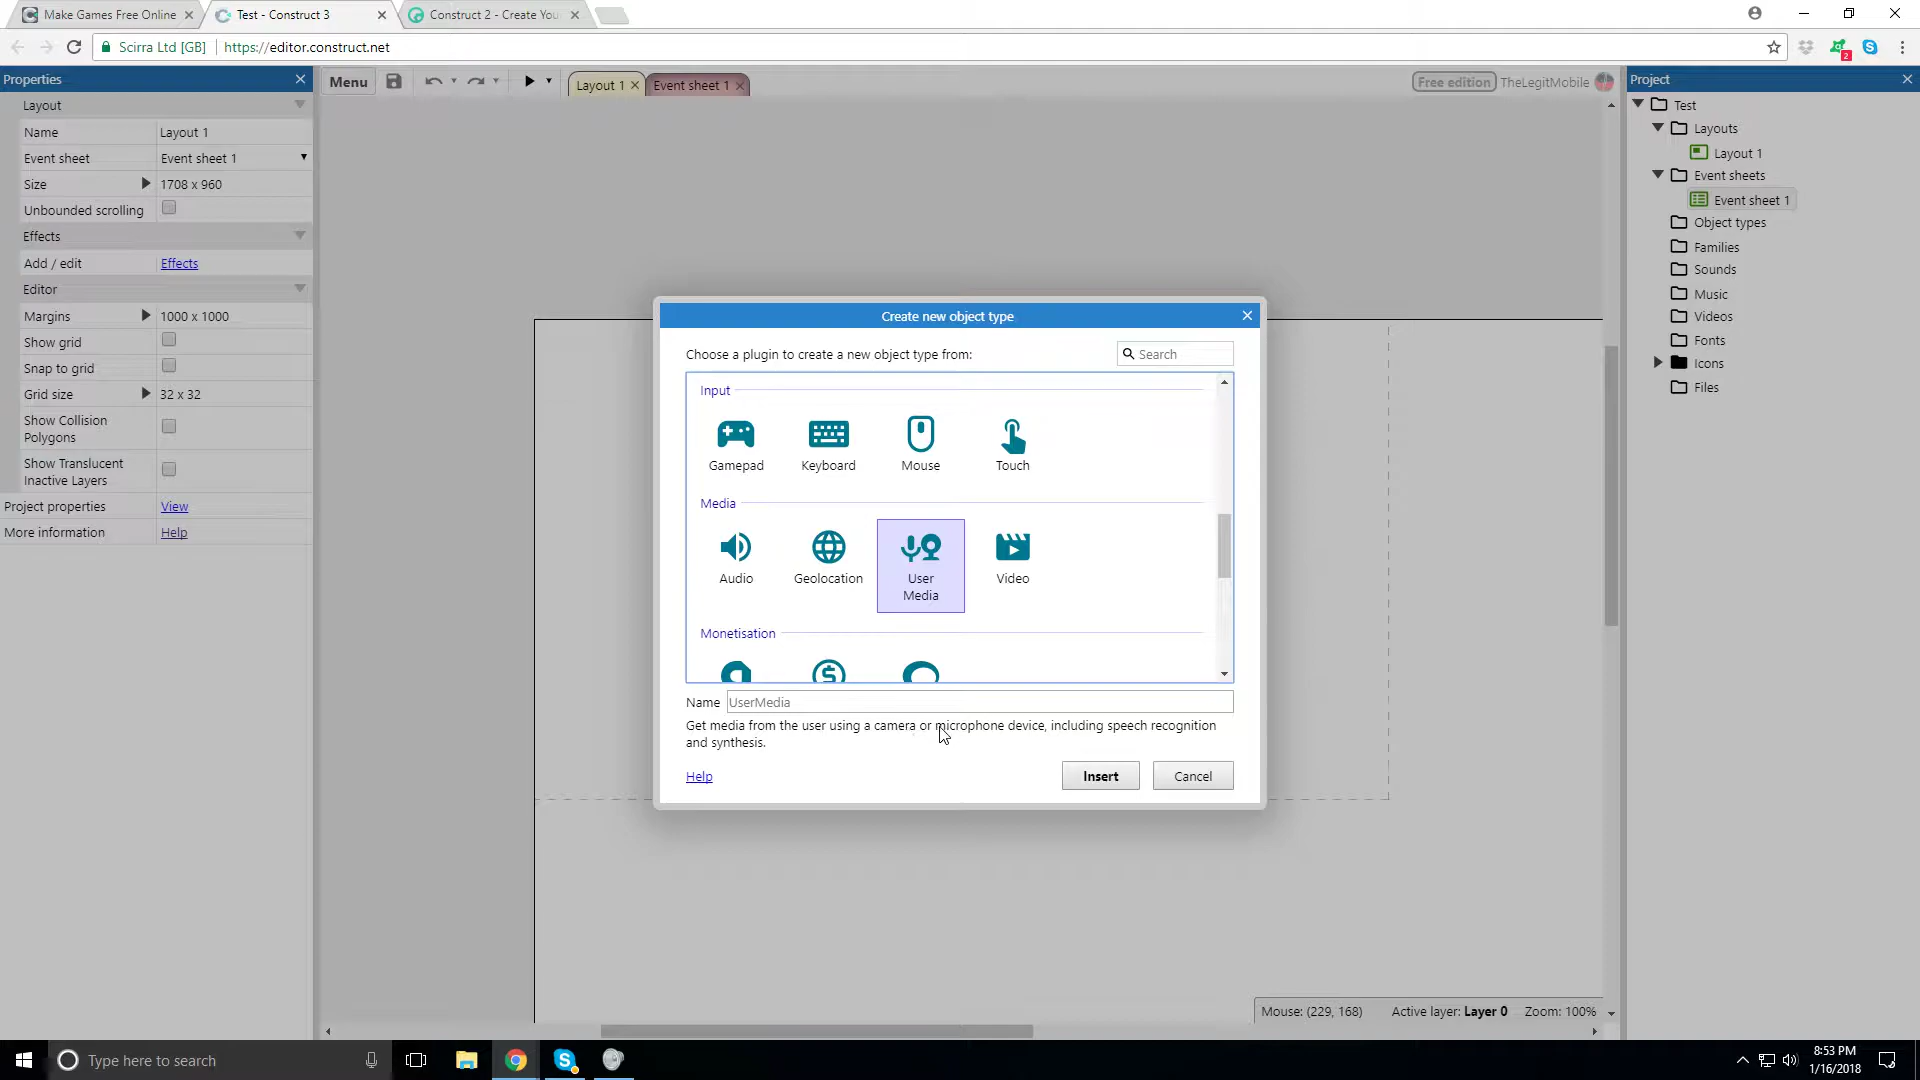 Make Games Free Online
Test - Construct 3
Construct 2 - Create You
Scirra Ltd [GB]
https://editor.construct.net
2
Properties
Layout
Name
Layout 1
Event sheet
Event sheet 1
Size
1708 x 960
Unbounded scrolling
Effects
Add / edit
Effects
Editor
Margins
1000 x 1000
Show grid
Snap to grid
Grid size
32 x 32
Show Collision
Polygons
Show Translucent
Inactive Layers
Project properties
View
More information
Help
Menu
Layout 1
Event sheet 1
Free edition
TheLegitMobile
Create new object type
Choose a plugin to create a new object type from:
Search
Input
Gamepad
Keyboard
Mouse
Touch
Media
Audio
Geolocation
User
Media
Video
Monetisation
Name
UserMedia
Get media from the user using a camera or microphone device, including speech recognition
and synthesis.
Help
Insert
Cancel
Mouse: (229, 168)
Active layer: Layer 0
Zoom: 100%
Project
Test
Layouts
Layout 1
Event sheets
Event sheet 1
Object types
Families
Sounds
Music
Videos
Fonts
Icons
Files
Type here to search
8:53 PM
1/16/2018